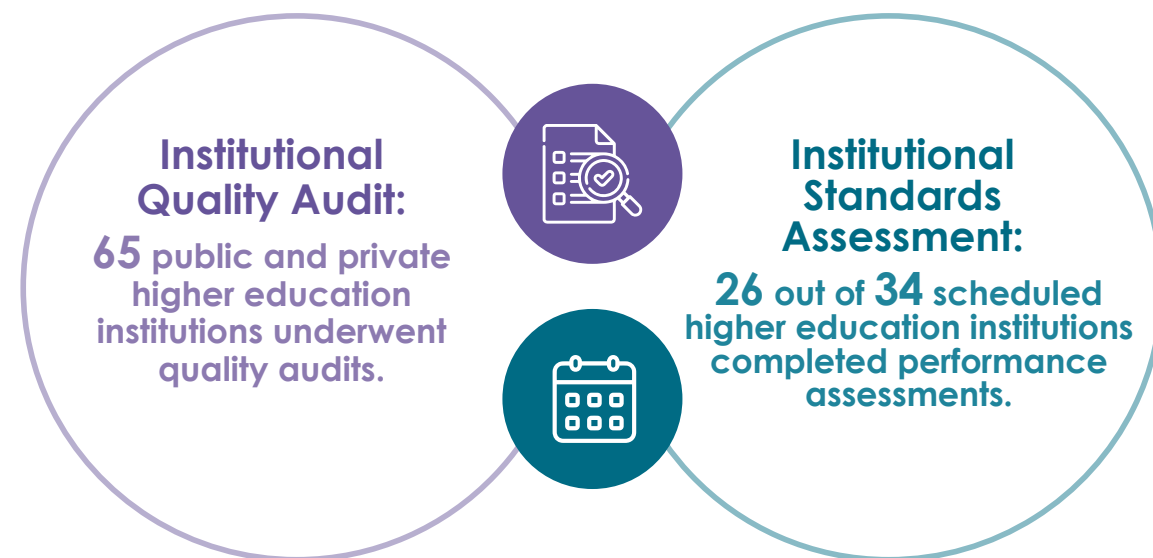 Institutional
Quality Audit:
65 public and private
higher education
institutions underwent
quality audits.
Institutional
Standards
Assessment:
26 out of 34 scheduled
higher education institutions
completed performance
assessments.